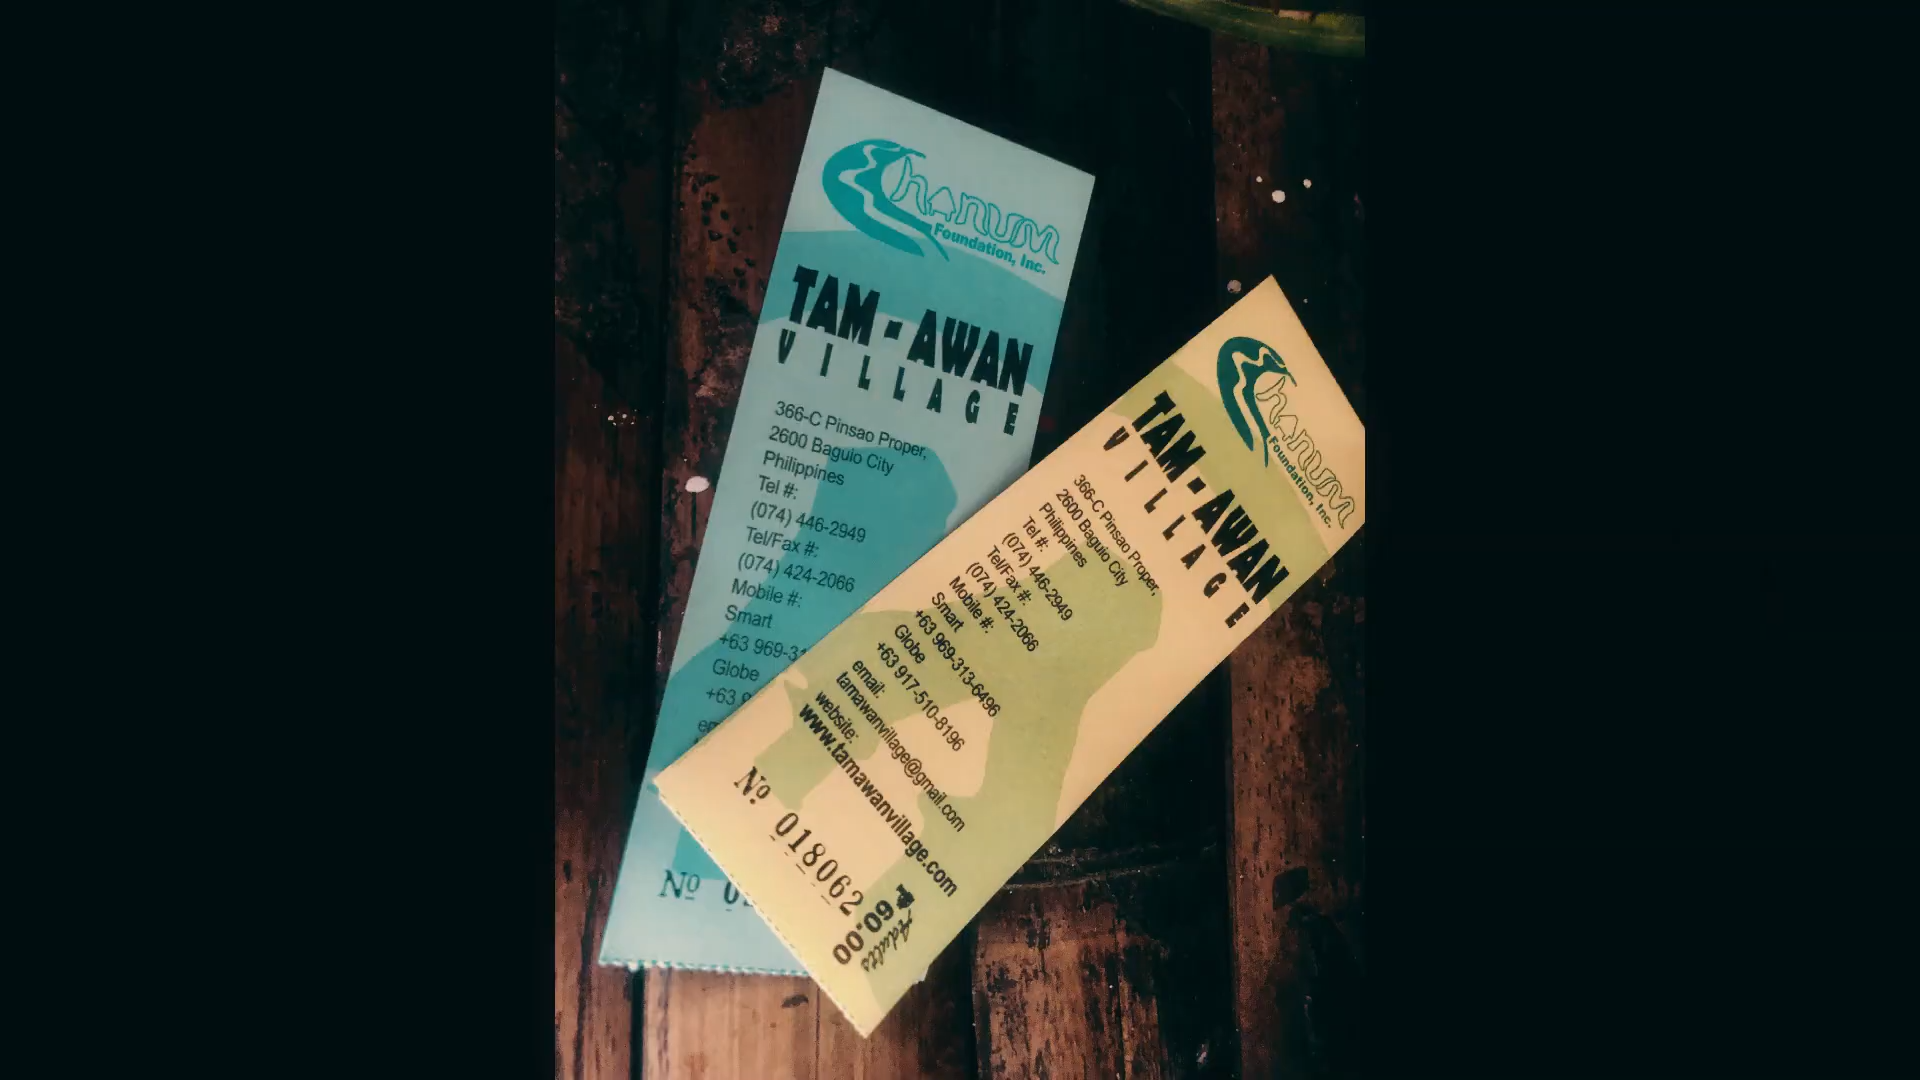 Chanum
Foundation, Inc.
TAM-AWAN
VILLAGE
366-C Pinsao Proper,
2600 Baguio City
Philippines
Tel #:
(074) 446-2949
Tel/Fax #:
(074) 424-2066
Mobile #:
Smart
+63 969-31
Globe
+63 9
Nº
Chanum
Foundation, Inc.
TAM-AWAN
VILLAGE
366-C Pinsao Proper,
2600 Baguio City
Philippines
Tel #:
(074) 446-2949
Tel/Fax #:
(074) 424-2066
Mobile #:
Smart
+63 969-313-6496
Globe
+63 917-510-8196
email:
tamawanvillage@gmail.com
website:
www.tamawanvillage.com
Nº 018062
₱60.00
Adults